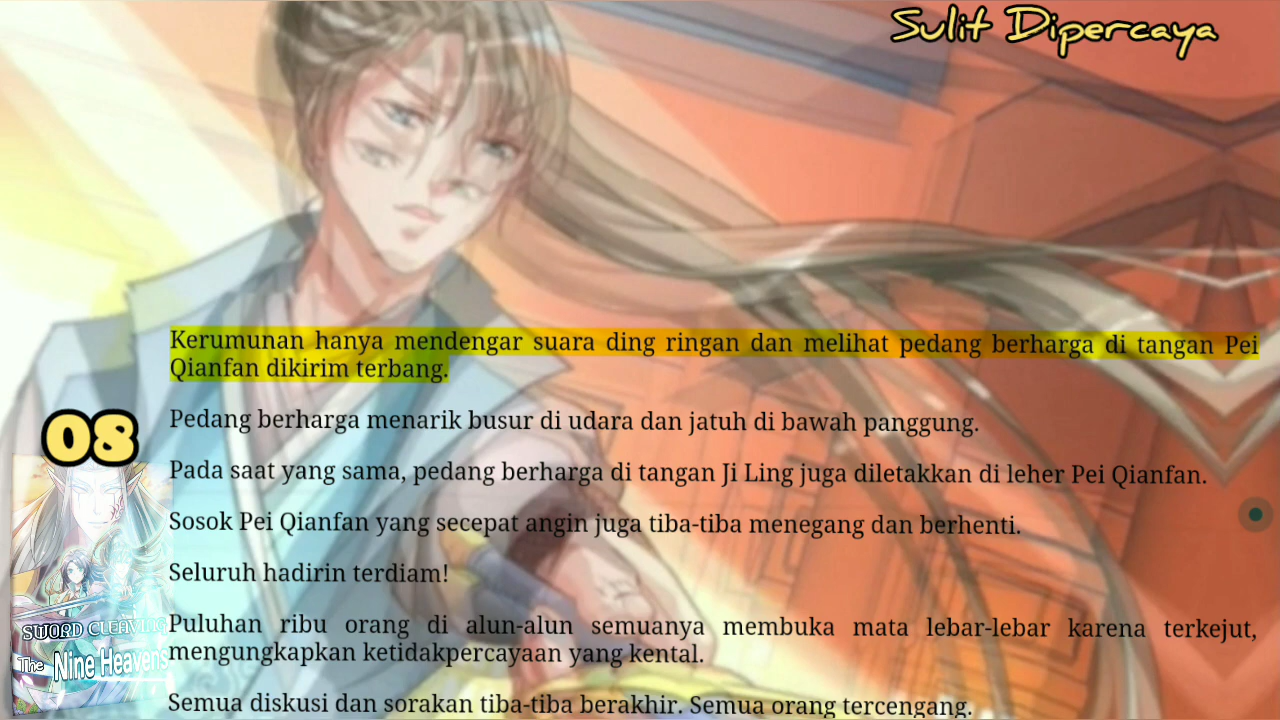 Sulit Dipercaya
Kerumunan hanya mendengar suara ding ringan dan melihat pedang berharga di tangan Pei
Qianfan dikirim terbang.
Pedang berharga menarik busur di udara dan jatuh di bawah panggung.
Pada saat yang sama, pedang berharga di tangan Ji Ling juga diletakkan di leher Pei Qianfan.
Sosok Pei Qianfan yang secepat angin juga tiba-tiba menegang dan berhenti.
Seluruh hadirin terdiam!
Puluhan ribu orang di alun-alun semuanya membuka mata lebar-lebar karena terkejut,
mengungkapkan ketidakpercayaan yang kental.
Semua diskusi dan sorakan tiba-tiba berakhir. Semua orang tercengang.
08
SWORD CLEAVING
The Nine Heavens